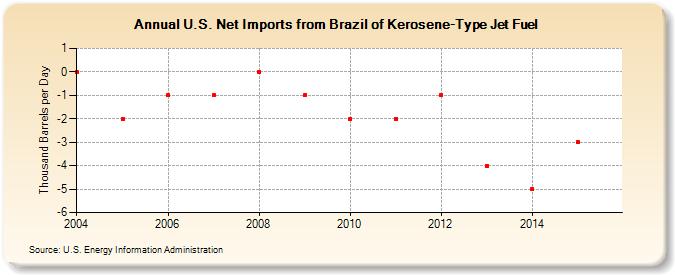 Annual U.S. Net Imports from Brazil of Kerosene-Type Jet Fuel
Thousand Barrels per Day
1
0
-1
-2
-3
-4
-5
-6
2004 2006 2008 2010 2012 2014
Source: U.S. Energy Information Administration